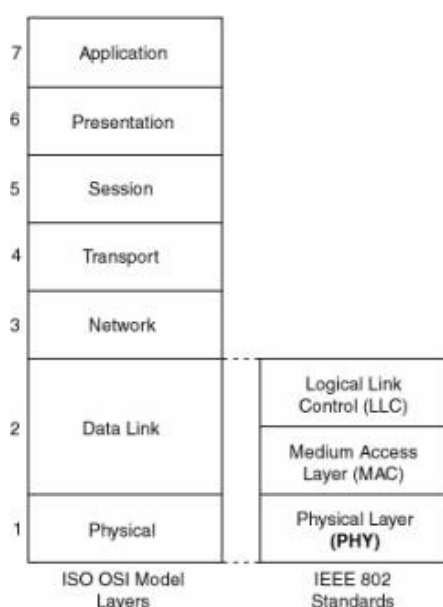 7
Application
6
Presentation
5
Session
4
Transport
3
Network
2
Data Link
1
Physical
ISO OSI Model
Layers
Logical Link
Control (LLC)
Medium Access
Layer (MAC)
Physical Layer
(PHY)
IEEE 802
Standards